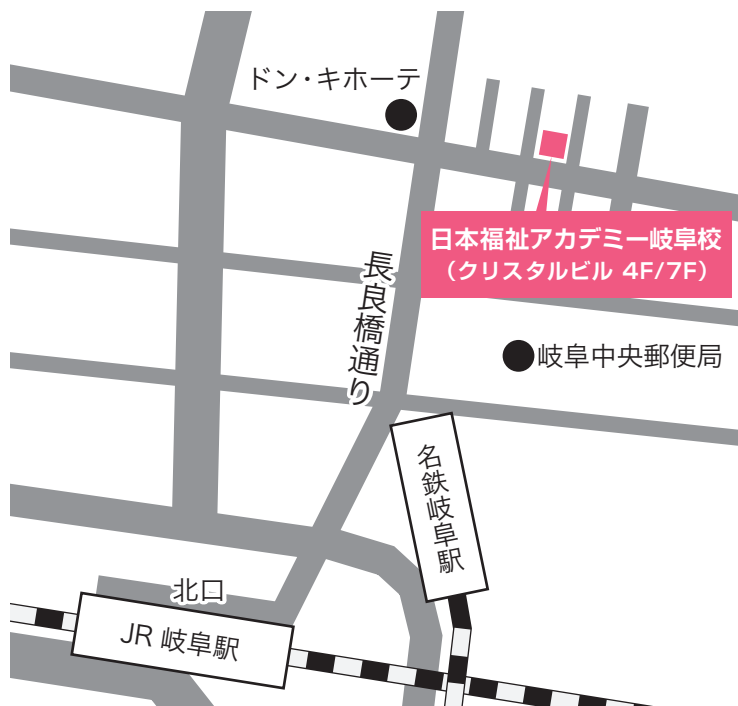 ドン・キホーテ
日本福祉アカデミー岐阜校
（クリスタルビル 4F/7F）
長良橋通り
岐阜中央郵便局
名鉄岐阜駅
北口
JR 岐阜駅